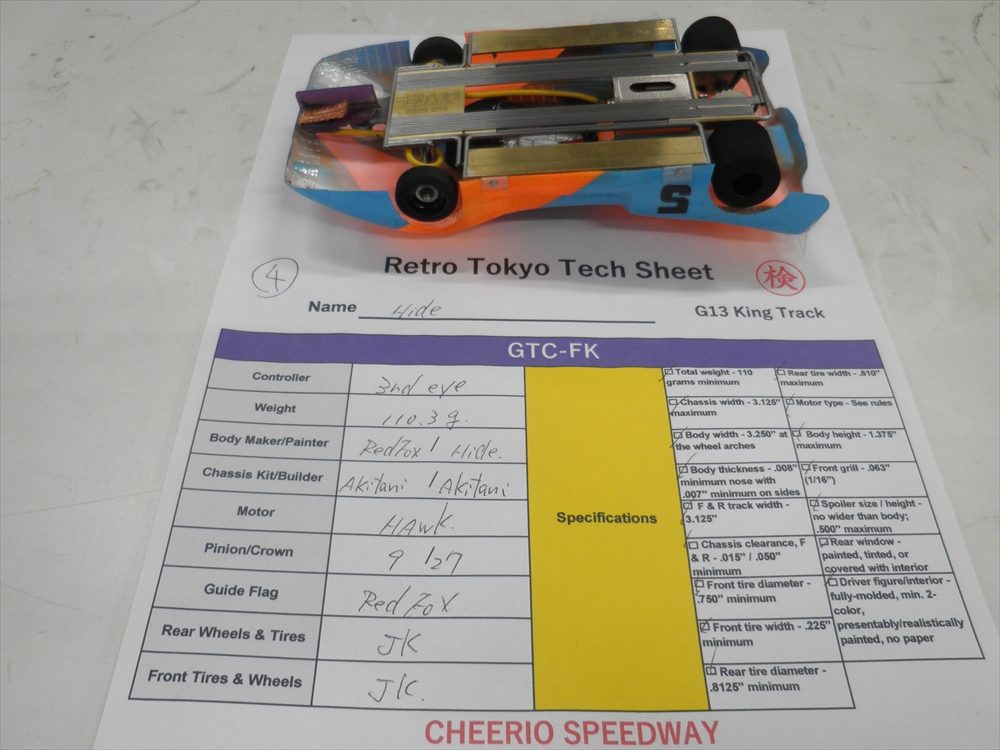 S
④
Retro Tokyo Tech Sheet
検
Name Hide
G13 King Track
GTC-FK
Controller
3rd eye
Weight
110.3g.
Body Maker/Painter
RedFox / Hide.
Chassis Kit/Builder
Akitani / Akitani
Motor
HAwk.
Pinion/Crown
9 / 27
Guide Flag
Red Fox
Rear Wheels & Tires
JK
Front Tires & Wheels
JK.
Specifications
Total weight - 110
grams minimum
Chassis width - 3.125"
maximum
Body width - 3.250" at
the wheel arches
Body thickness - .008"
minimum nose with
.007" minimum on sides
F & R track width -
3.125"
Chassis clearance, F
& R - .015" / .050"
minimum
Front tire diameter -
.750" minimum
Front tire width - .225"
minimum
Rear tire diameter -
.8125" minimum
Rear tire width - .810"
maximum
Motor type - See rules
Body height - 1.375"
maximum
Front grill - .063"
(1/16")
Spoiler size / height -
no wider than body;
.500" maximum
Rear window -
painted, tinted, or
covered with interior
Driver figure/interior -
fully-molded, min. 2-
color,
presentably/realistically
painted, no paper
CHEERIO SPEEDWAY